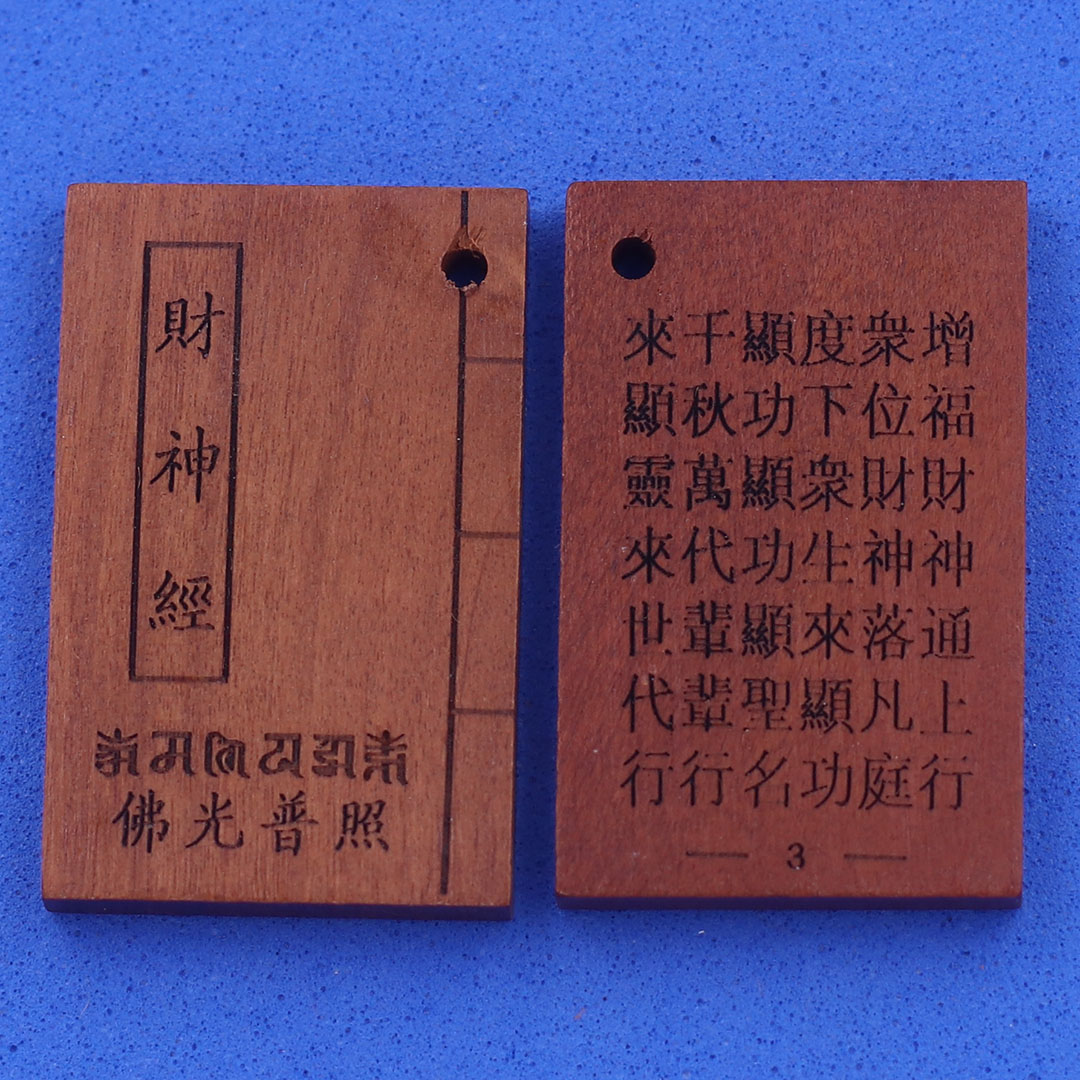 財神經
佛光普照
增福財神通上行
衆位財神落凡庭
度下衆生來顯功
顯功顯功顯聖名
千秋萬代輩輩行
來顯靈來世代行
3